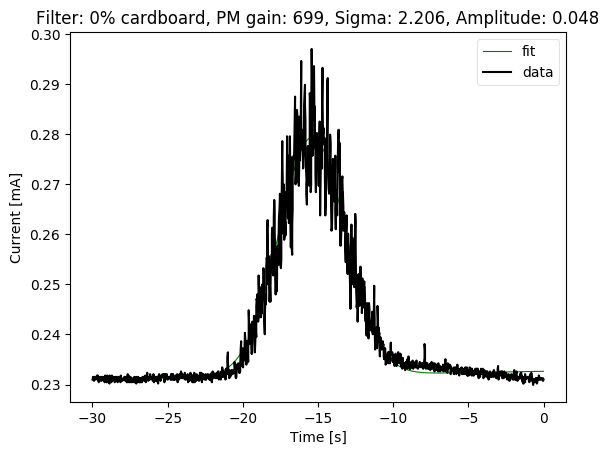 Filter: 0% cardboard, PM gain: 699, Sigma: 2.206, Amplitude: 0.048
0.30
fit
data
0.29
0.28
0.27
0.26
0.25
0.24
0.23
Current [mA]
−30 −25 −20 −15 −10 −5 0
Time [s]